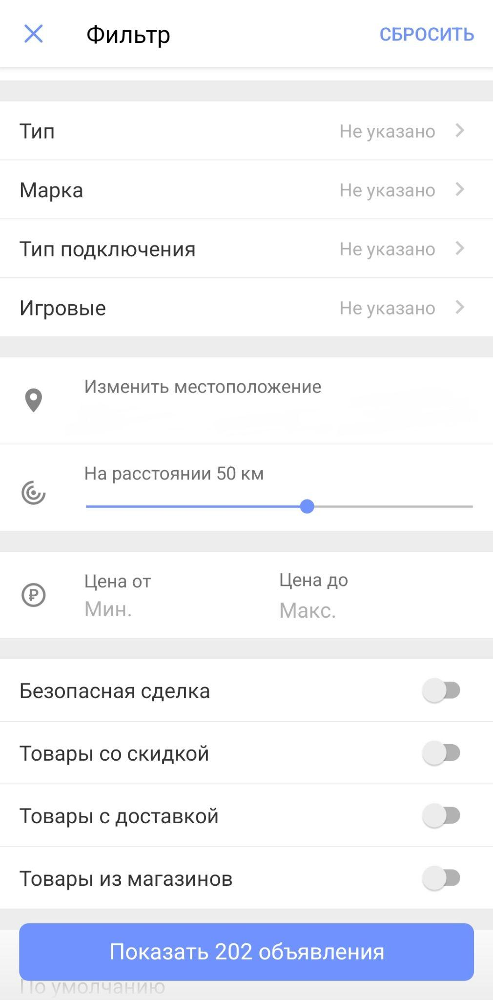 Фильтр СБРОСИТЬ
Тип Не указано
Марка Не указано
Тип подключения Не указано
Игровые Не указано
Изменить местоположение
На расстоянии 50 км
Цена от Цена до
Мин. Макс.
Безопасная сделка
Товары со скидкой
Товары с доставкой
Товары из магазинов
Показать 202 объявления
По умолчанию